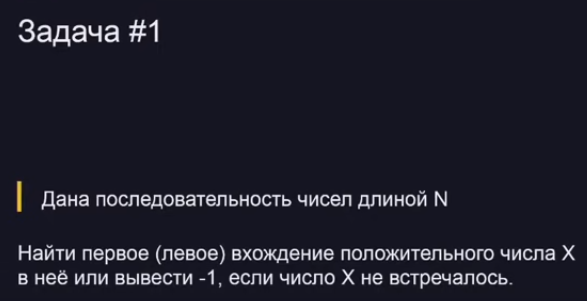 Задача #1
Дана последовательность чисел длиной N
Найти первое (левое) вхождение положительного числа X
в неё или вывести -1, если число X не встречалось.